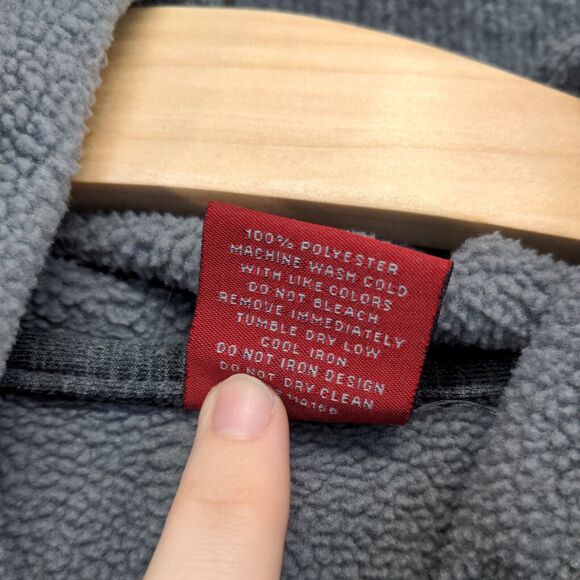 100% POLYESTER
MACHINE WASH COLD
WITH LIKE COLORS
DO NOT BLEACH
REMOVE IMMEDIATELY
TUMBLE DRY LOW
COOL IRON
DO NOT IRON DESIGN
DO NOT DRY CLEAN